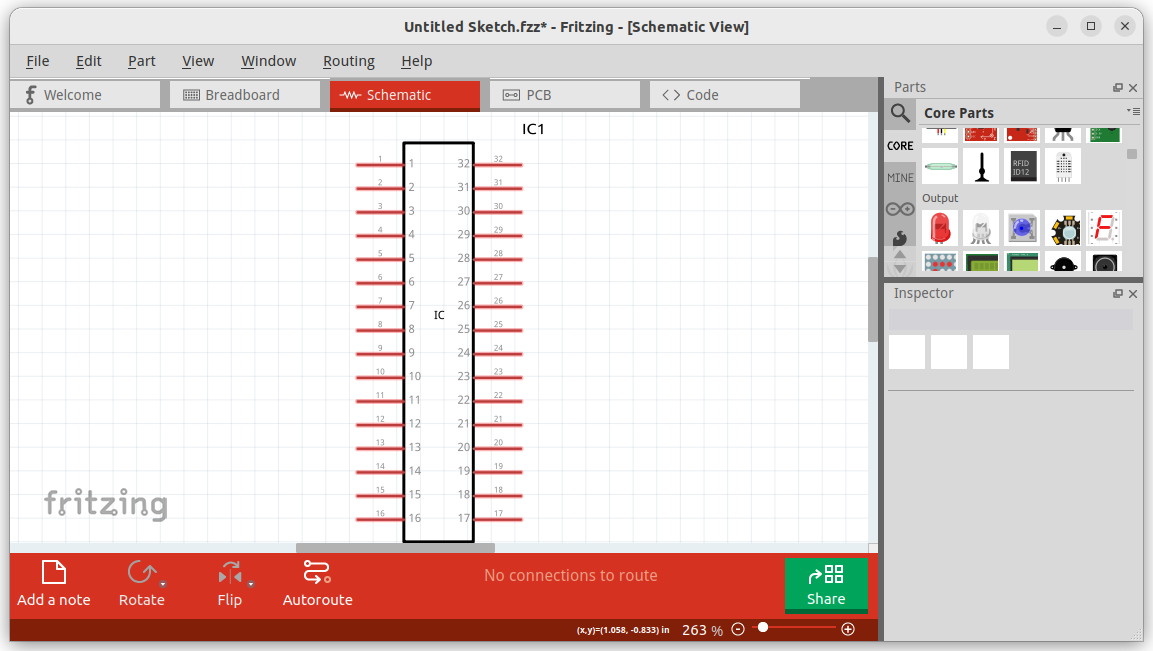 Untitled Sketch.fzz* - Fritzing - [Schematic View]
File Edit Part View Window Routing Help
Welcome Breadboard Schematic PCB Code
IC1
1 1 32 32
2 2 31 31
3 3 30 30
4 4 29 29
5 5 28 28
6 6 27 27
7 7 26 26
IC
8 8 25 25
9 9 24 24
10 10 23 23
11 11 22 22
12 12 21 21
13 13 20 20
14 14 19 19
15 15 18 18
16 16 17 17
fritzing
Parts
Core Parts
CORE
MINE
RFID
ID12
Output
Inspector
Add a note Rotate Flip Autoroute
No connections to route
Share
(x,y)=(1.058, -0.833) in 263 %